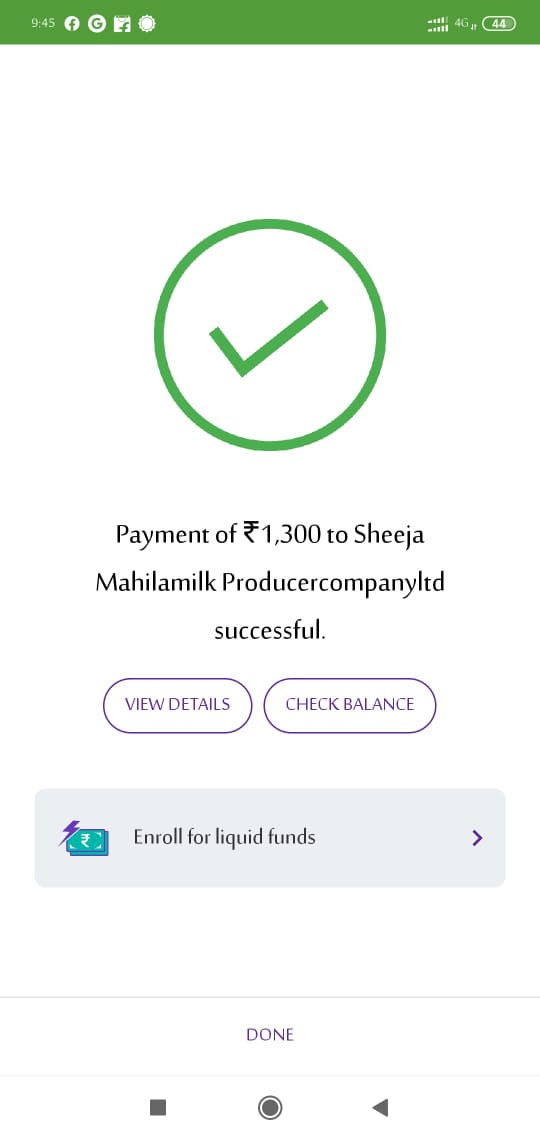 9:45
4G
44
Payment of ₹1,300 to Sheeja
Mahilamilk Producercompanyltd
successful.
VIEW DETAILS
CHECK BALANCE
₹
Enroll for liquid funds
DONE